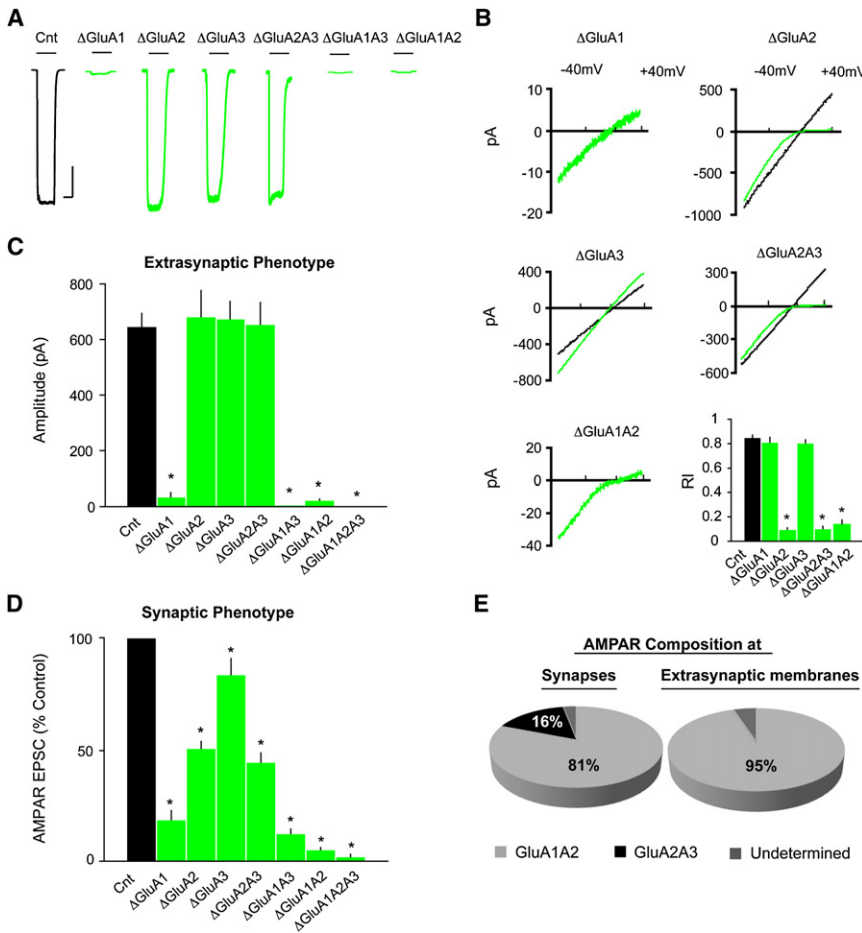 A
Cnt ΔGluA1 ΔGluA2 ΔGluA3 ΔGluA2A3 ΔGluA1A3 ΔGluA1A2
B
ΔGluA1
-40mV +40mV
10
0
-10
20
pA
ΔGluA2
-40mV +40mV
500
0
-500
-1000
ΔGluA3
400
0
-400
-800
pA
ΔGluA2A3
300
0
-300
-600
ΔGluA1A2
20
0
-20
-40
pA
1
0.8
0.6
0.4
0.2
0
RI
* * *
Cnt ΔGluA1 ΔGluA2 ΔGluA3 ΔGluA2A3 ΔGluA1A2
C
Extrasynaptic Phenotype
800
600
400
200
0
Amplitude (pA)
* * * *
Cnt ΔGluA1 ΔGluA2 ΔGluA3 ΔGluA2A3 ΔGluA1A3 ΔGluA1A2 ΔGluA1A2A3
D
Synaptic Phenotype
100
50
0
AMPAR EPSC (% Control)
* * * * * * *
Cnt ΔGluA1 ΔGluA2 ΔGluA3 ΔGluA2A3 ΔGluA1A3 ΔGluA1A2 ΔGluA1A2A3
E
AMPAR Composition at
Synapses Extrasynaptic membranes
16%
81%
95%
GluA1A2 GluA2A3 Undetermined